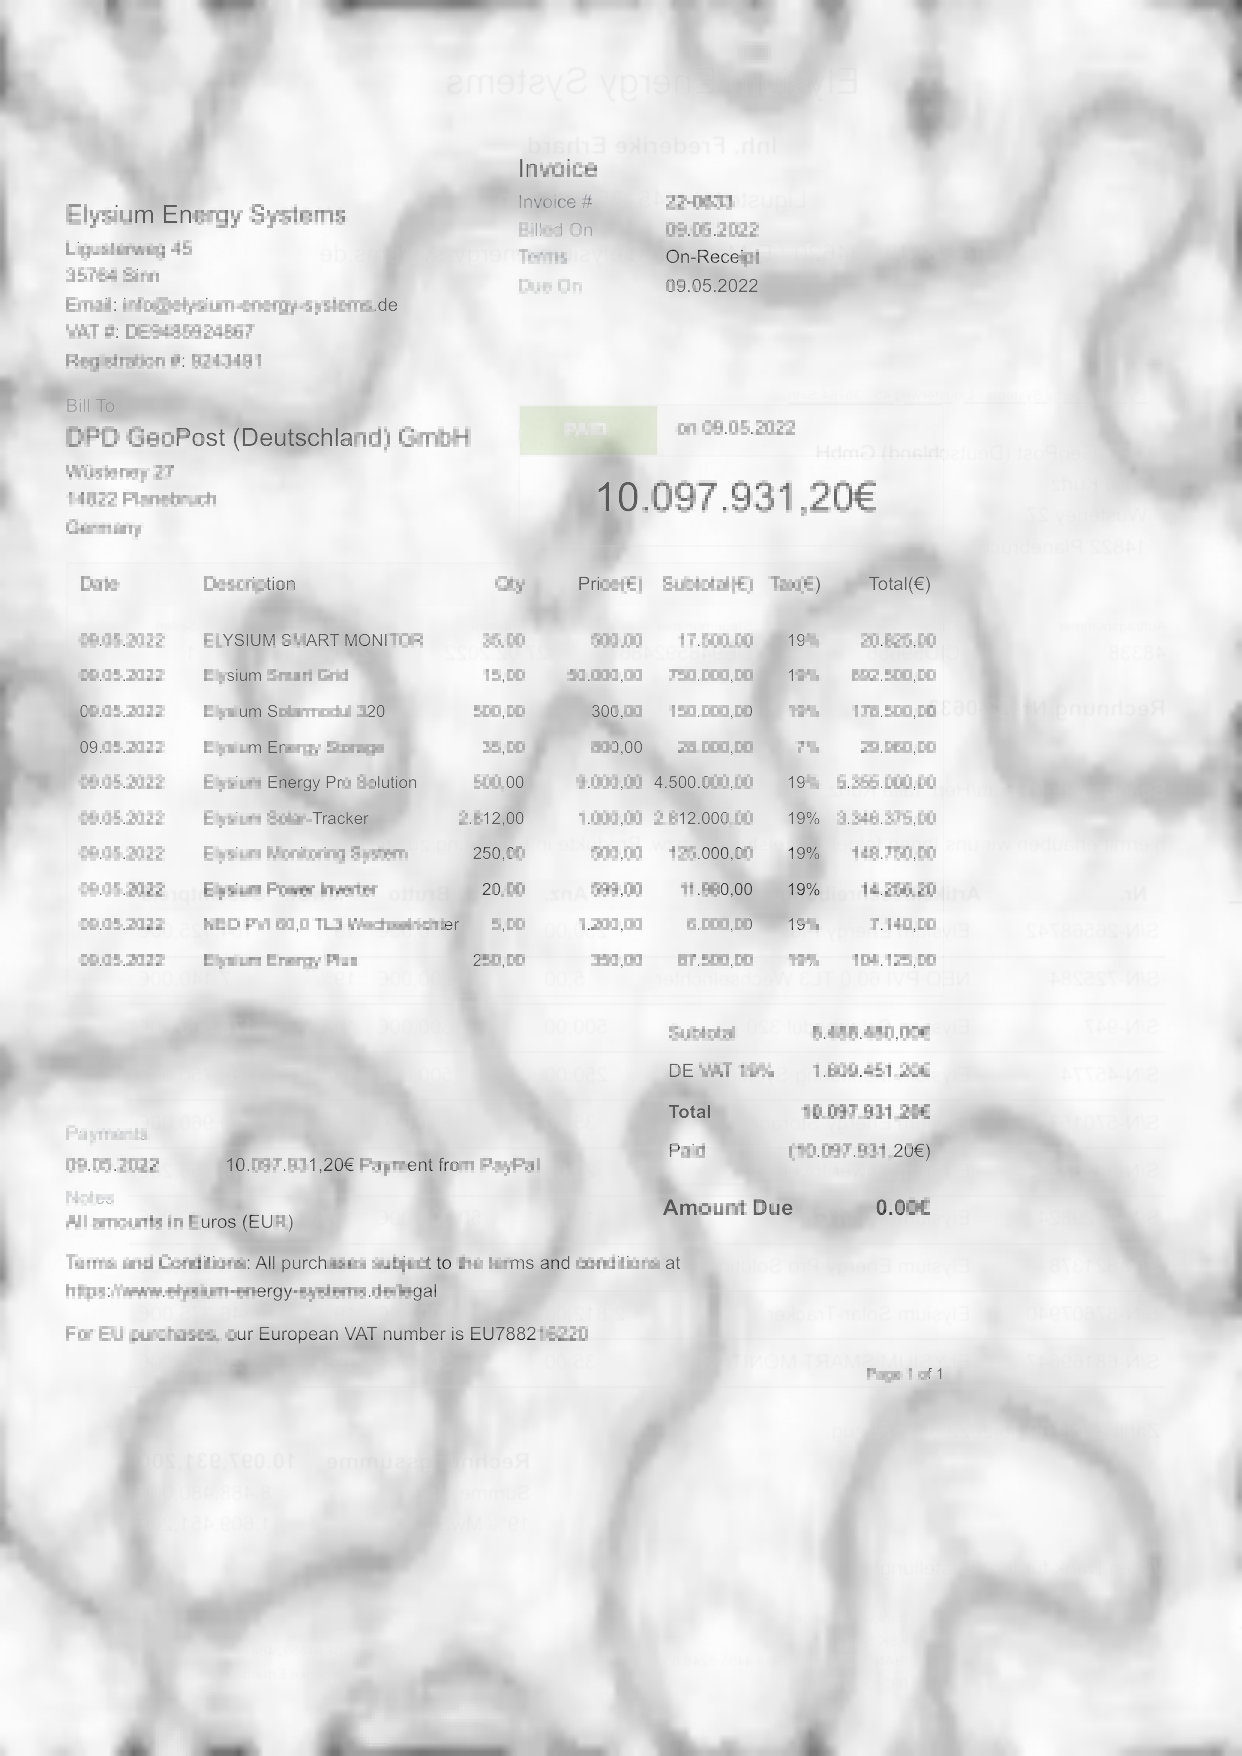 Invoice
Invoice # 22-0633
Billed On 09.05.2022
Terms On-Receipt
Due On 09.05.2022
Elysium Energy Systems
Ligusterweg 45
35764 Sinn
Email: info@elysium-energy-systems.de
VAT #: DE9485924867
Registration #: 9243491
Bill To
DPD GeoPost (Deutschland) GmbH
Wüsteney 27
14822 Planebruch
Germany
PAID on 09.05.2022
10.097.931,20€
Date Description Qty Price(€) Subtotal(€) Tax(€) Total(€)
09.05.2022 ELYSIUM SMART MONITOR 35,00 500,00 17.500,00 19% 20.825,00
09.05.2022 Elysium Smart Grid 15,00 50.000,00 750.000,00 19% 892.500,00
09.05.2022 Elysium Solarmodul 320 500,00 300,00 150.000,00 19% 178.500,00
09.05.2022 Elysium Energy Storage 35,00 800,00 28.000,00 7% 29.960,00
09.05.2022 Elysium Energy Pro Solution 500,00 9.000,00 4.500.000,00 19% 5.355.000,00
09.05.2022 Elysium Solar-Tracker 2.812,00 1.000,00 2.812.000,00 19% 3.346.375,00
09.05.2022 Elysium Monitoring System 250,00 500,00 125.000,00 19% 148.750,00
09.05.2022 Elysium Power Inverter 20,00 599,00 11.980,00 19% 14.256,20
09.05.2022 NEO PVI 60,0 TL3 Wechselrichter 5,00 1.200,00 6.000,00 19% 7.140,00
09.05.2022 Elysium Energy Plus 250,00 350,00 87.500,00 19% 104.125,00
Subtotal 8.488.480,00€
DE VAT 19% 1.609.451,20€
Total 10.097.931,20€
Paid (10.097.931,20€)
Amount Due 0.00€
Payments
09.05.2022 10.097.931,20€ Payment from PayPal
Notes
All amounts in Euros (EUR)
Terms and Conditions: All purchases subject to the terms and conditions at
https://www.elysium-energy-systems.de/legal
For EU purchases, our European VAT number is EU788216220
Page 1 of 1